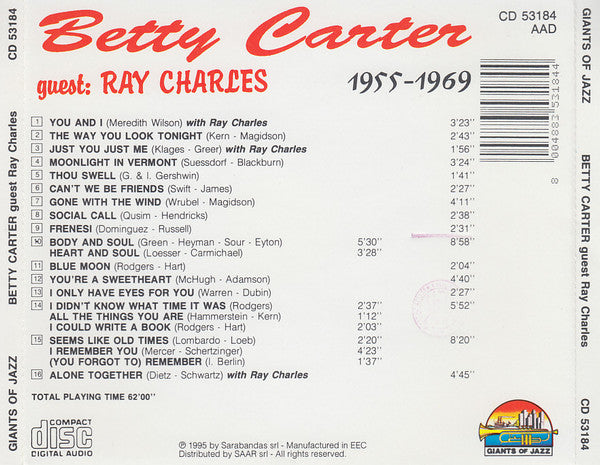 CD 53184
BETTY CARTER guest Ray Charles
GIANTS OF JAZZ
Betty Carter
guest: RAY CHARLES
1955-1969
CD 53184
AAD
8 004883 531844
1 YOU AND I (Meredith Wilson) with Ray Charles 3'23''
2 THE WAY YOU LOOK TONIGHT (Kern - Magidson) 2'43''
3 JUST YOU JUST ME (Klages - Greer) with Ray Charles 1'56''
4 MOONLIGHT IN VERMONT (Suessdorf - Blackburn) 3'24''
5 THOU SWELL (G. & I. Gershwin) 1'41''
6 CAN'T WE BE FRIENDS (Swift - James) 2'27''
7 GONE WITH THE WIND (Wrubel - Magidson) 4'11''
8 SOCIAL CALL (Qusim - Hendricks) 2'38''
9 FRENESI (Dominguez - Russell) 2'31''
10 BODY AND SOUL (Green - Heyman - Sour - Eyton) 5'30'' 8'58''
HEART AND SOUL (Loesser - Carmichael) 3'28''
11 BLUE MOON (Rodgers - Hart) 2'04''
12 YOU'RE A SWEETHEART (McHugh - Adamson) 4'40''
13 I ONLY HAVE EYES FOR YOU (Warren - Dubin) 2'27''
14 I DIDN'T KNOW WHAT TIME IT WAS (Rodgers) 2'37'' 5'52''
ALL THE THINGS YOU ARE (Hammerstein - Kern) 1'12''
I COULD WRITE A BOOK (Rodgers - Hart) 2'03''
15 SEEMS LIKE OLD TIMES (Lombardo - Loeb) 2'20'' 8'20''
I REMEMBER YOU (Mercer - Schertzinger) 4'23''
(YOU FORGOT TO) REMEMBER (I. Berlin) 1'37''
16 ALONE TOGETHER (Dietz - Schwartz) with Ray Charles 4'45''
TOTAL PLAYING TIME 62'00''
COMPACT
disc
DIGITAL AUDIO
℗ 1995 by Sarabandas srl - Manufactured in EEC
Distributed by SAAR srl - All rights reserved
GIANTS OF JAZZ
GIANTS OF JAZZ
BETTY CARTER guest Ray Charles
CD 53184